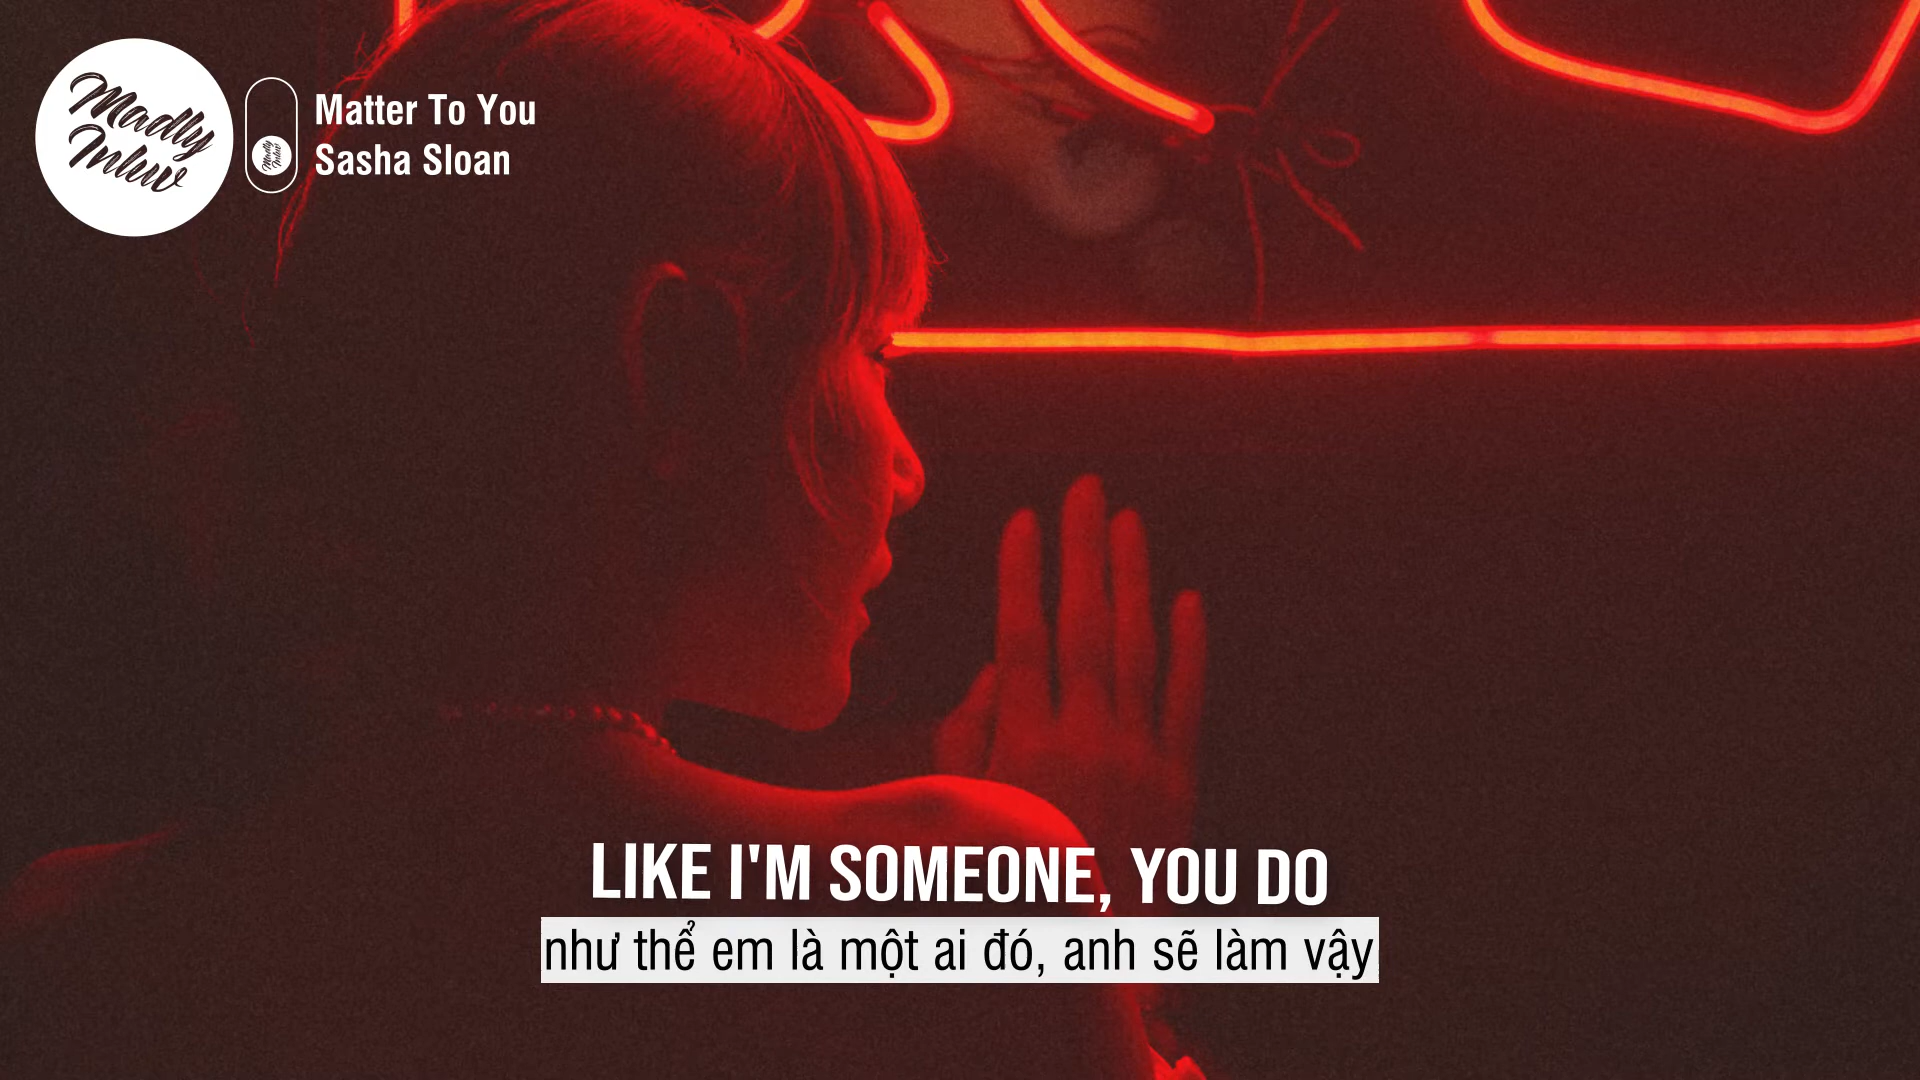 Madly
Inluv
Matter To You
Sasha Sloan
LIKE I'M SOMEONE, YOU DO
như thể em là một ai đó, anh sẽ làm vậy